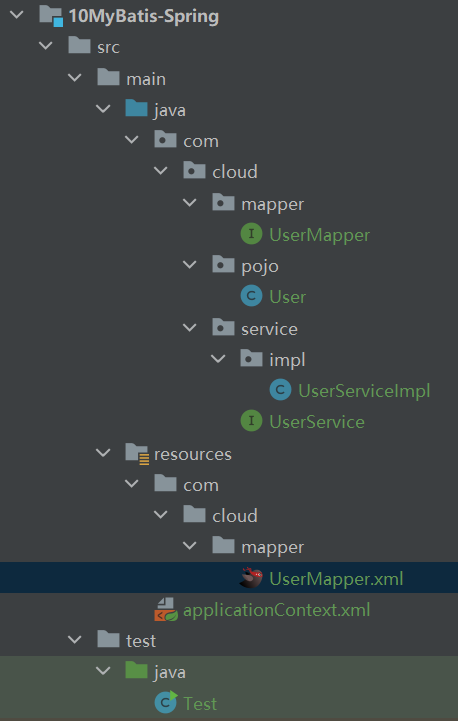 10MyBatis-Spring
src
main
java
com
cloud
mapper
I UserMapper
pojo
C User
service
impl
C UserServiceImpl
I UserService
resources
com
cloud
mapper
UserMapper.xml
applicationContext.xml
test
java
C Test